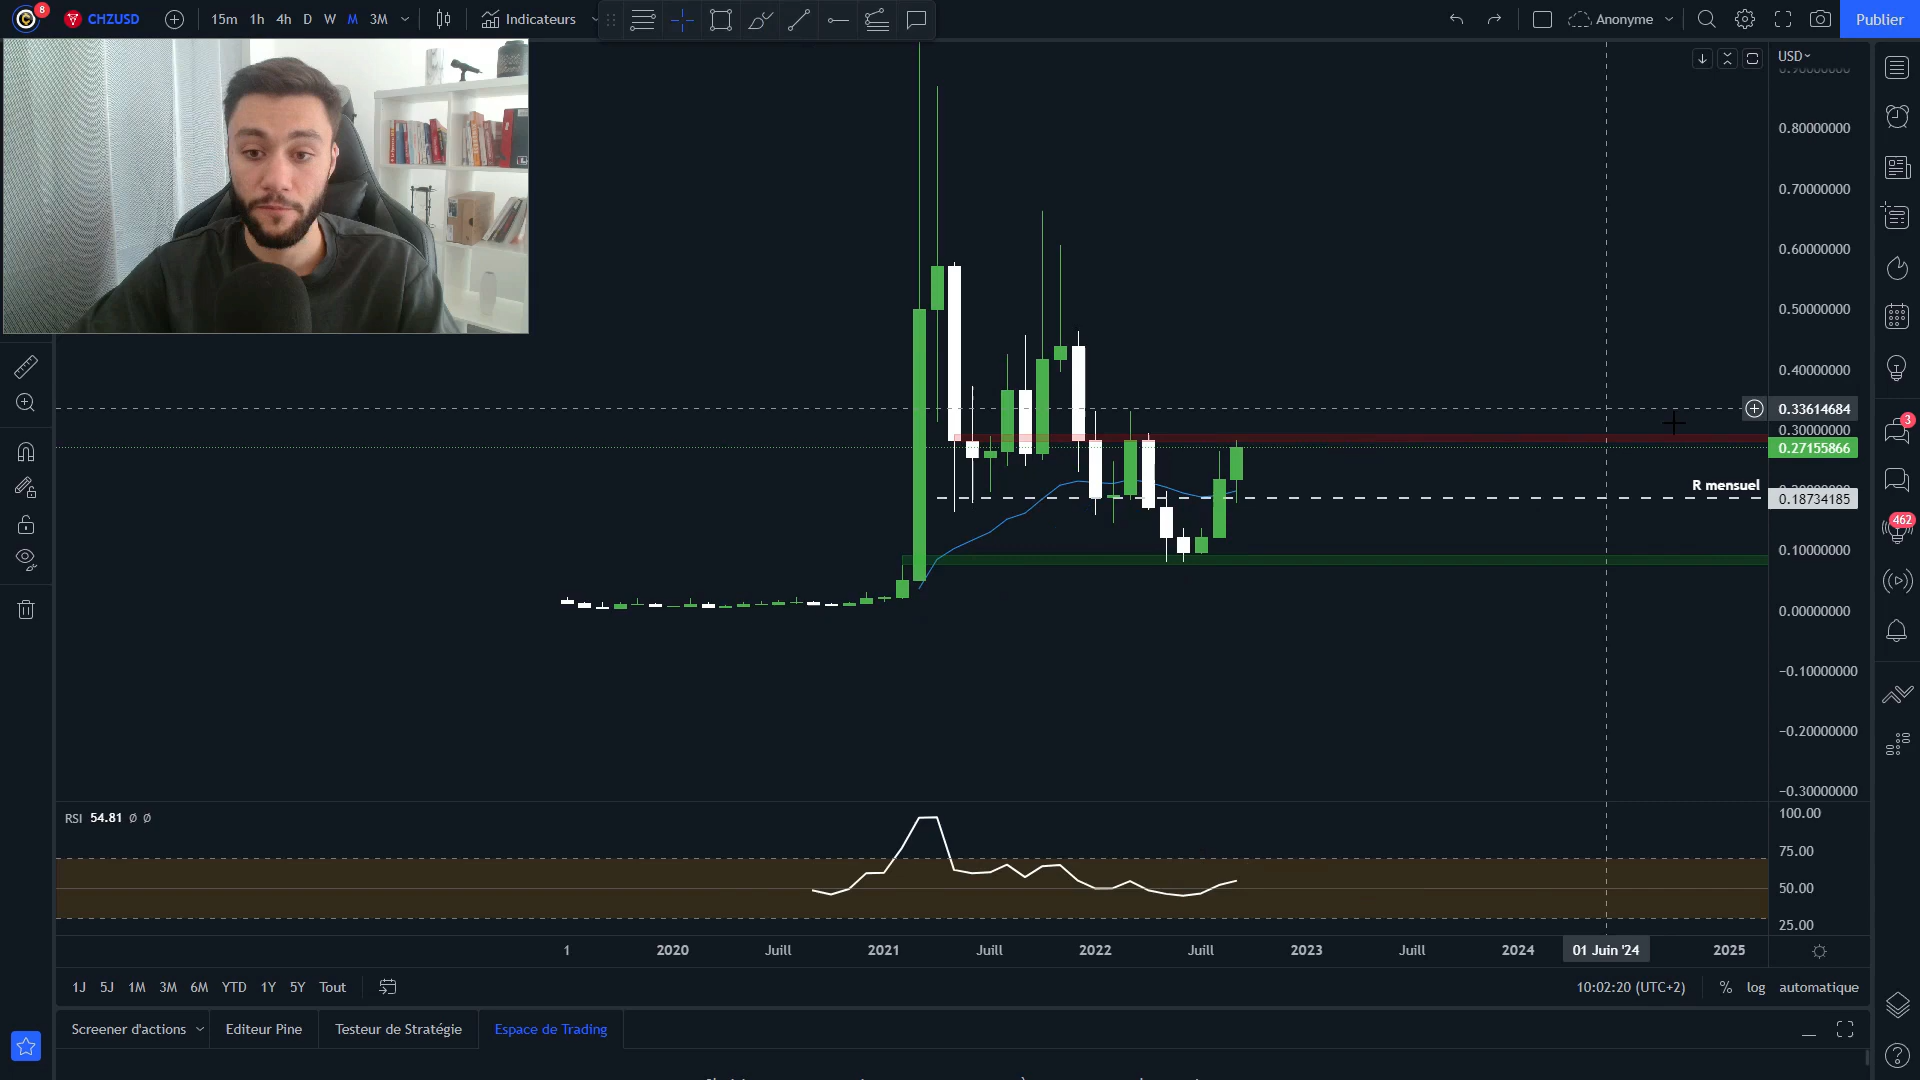 8
CHZUSD
15m 1h 4h D W M 3M
Indicateurs
Anonyme
Publier
USD
0.80000000
0.70000000
0.60000000
0.50000000
0.40000000
0.33614684
0.30000000
0.27155866
R mensuel
0.18734185
0.10000000
0.00000000
−0.10000000
−0.20000000
−0.30000000
3
462
RSI 54.81 Ø Ø
100.00
75.00
50.00
25.00
1 2020 Juill 2021 Juill 2022 Juill 2023 Juill 2024 01 Juin '24 2025
1J 5J 1M 3M 6M YTD 1Y 5Y Tout
10:02:20 (UTC+2) % log automatique
Screener d'actions Editeur Pine Testeur de Stratégie Espace de Trading